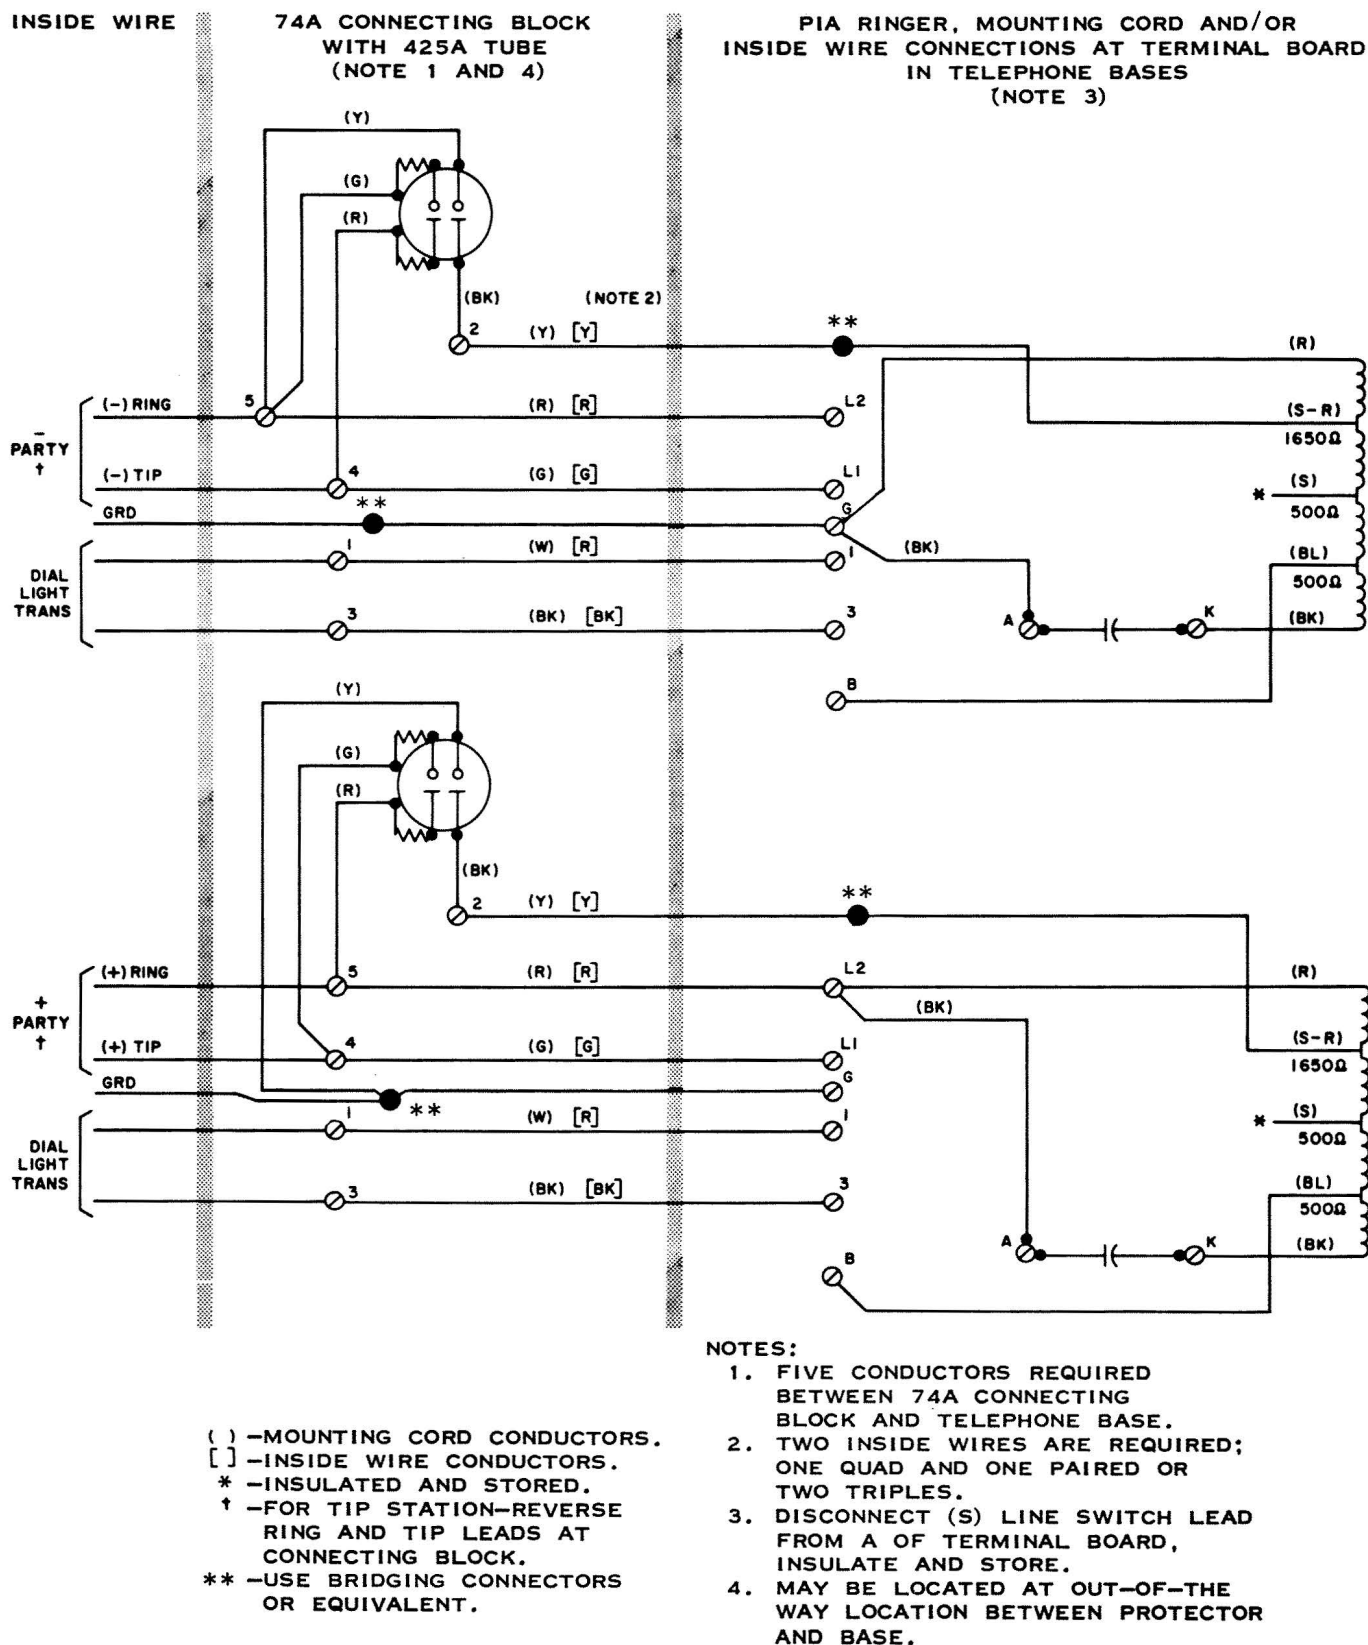 INSIDE WIRE
74A CONNECTING BLOCK
WITH 425A TUBE
(NOTE 1 AND 4)
PIA RINGER, MOUNTING CORD AND/OR
INSIDE WIRE CONNECTIONS AT TERMINAL BOARD
IN TELEPHONE BASES
(NOTE 3)
(Y)
(G)
(R)
(BK)
(NOTE 2)
2
(Y) [Y]
**
(R)
(-) RING
5
(R) [R]
L2
(S-R)
1650Ω
-
PARTY
†
(-) TIP
4
(G) [G]
L1
(S)
*
500Ω
GRD
**
G
1
(W) [R]
1
(BK)
(BL)
500Ω
DIAL
LIGHT
TRANS
3
(BK) [BK]
3
A
K
(BK)
B
(Y)
(G)
(R)
(BK)
2
(Y) [Y]
**
(+) RING
5
(R) [R]
L2
(R)
(BK)
+
PARTY
†
(+) TIP
4
(G) [G]
L1
(S-R)
1650Ω
GRD
**
G
1
(W) [R]
1
(S)
*
500Ω
DIAL
LIGHT
TRANS
3
(BK) [BK]
3
(BL)
500Ω
A
K
(BK)
B
( ) -MOUNTING CORD CONDUCTORS.
[ ] -INSIDE WIRE CONDUCTORS.
* -INSULATED AND STORED.
† -FOR TIP STATION-REVERSE
RING AND TIP LEADS AT
CONNECTING BLOCK.
** -USE BRIDGING CONNECTORS
OR EQUIVALENT.
NOTES:
1. FIVE CONDUCTORS REQUIRED
BETWEEN 74A CONNECTING
BLOCK AND TELEPHONE BASE.
2. TWO INSIDE WIRES ARE REQUIRED;
ONE QUAD AND ONE PAIRED OR
TWO TRIPLES.
3. DISCONNECT (S) LINE SWITCH LEAD
FROM A OF TERMINAL BOARD,
INSULATE AND STORE.
4. MAY BE LOCATED AT OUT-OF-THE
WAY LOCATION BETWEEN PROTECTOR
AND BASE.